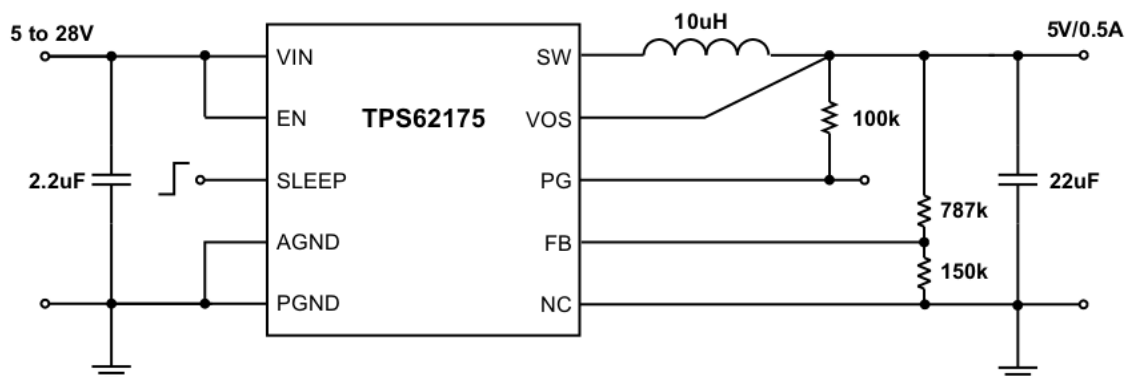 10uH
5 to 28V
5V/0.5A
VIN
SW
EN
TPS62175
VOS
100k
2.2uF
SLEEP
PG
22uF
787k
AGND
FB
150k
PGND
NC